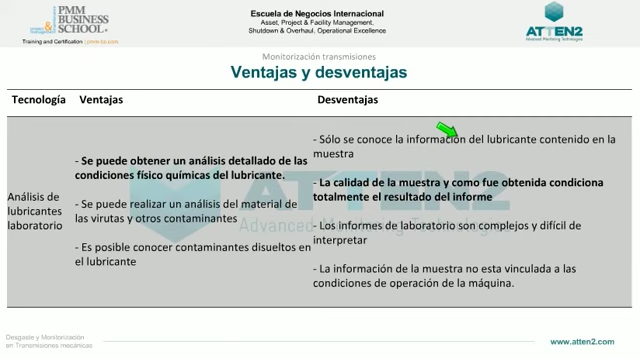 PMM
BUSINESS
SCHOOL®
Training and Certification | pmm-bs.com
Escuela de Negocios Internacional
Asset, Project & Facility Management,
Shutdown & Overhaul, Operational Excellence
ATTEN2
Advanced Monitoring Technologies
Monitorización transmisiones
Ventajas y desventajas
Tecnología Ventajas Desventajas
Análisis de
lubricantes
laboratorio
- Se puede obtener un análisis detallado de las
condiciones físico químicas del lubricante.
- Se puede realizar un análisis del material de
las virutas y otros contaminantes
- Es posible conocer contaminantes disueltos en
el lubricante
- Sólo se conoce la información del lubricante contenido en la
muestra
- La calidad de la muestra y como fue obtenida condiciona
totalmente el resultado del informe
- Los informes de laboratorio son complejos y difícil de
interpretar
- La información de la muestra no esta vinculada a las
condiciones de operación de la máquina.
ATTEN2
Advanced Monitoring Technologies
Desgaste y Monitorización
en Transmisiones mecánicas
www.atten2.com